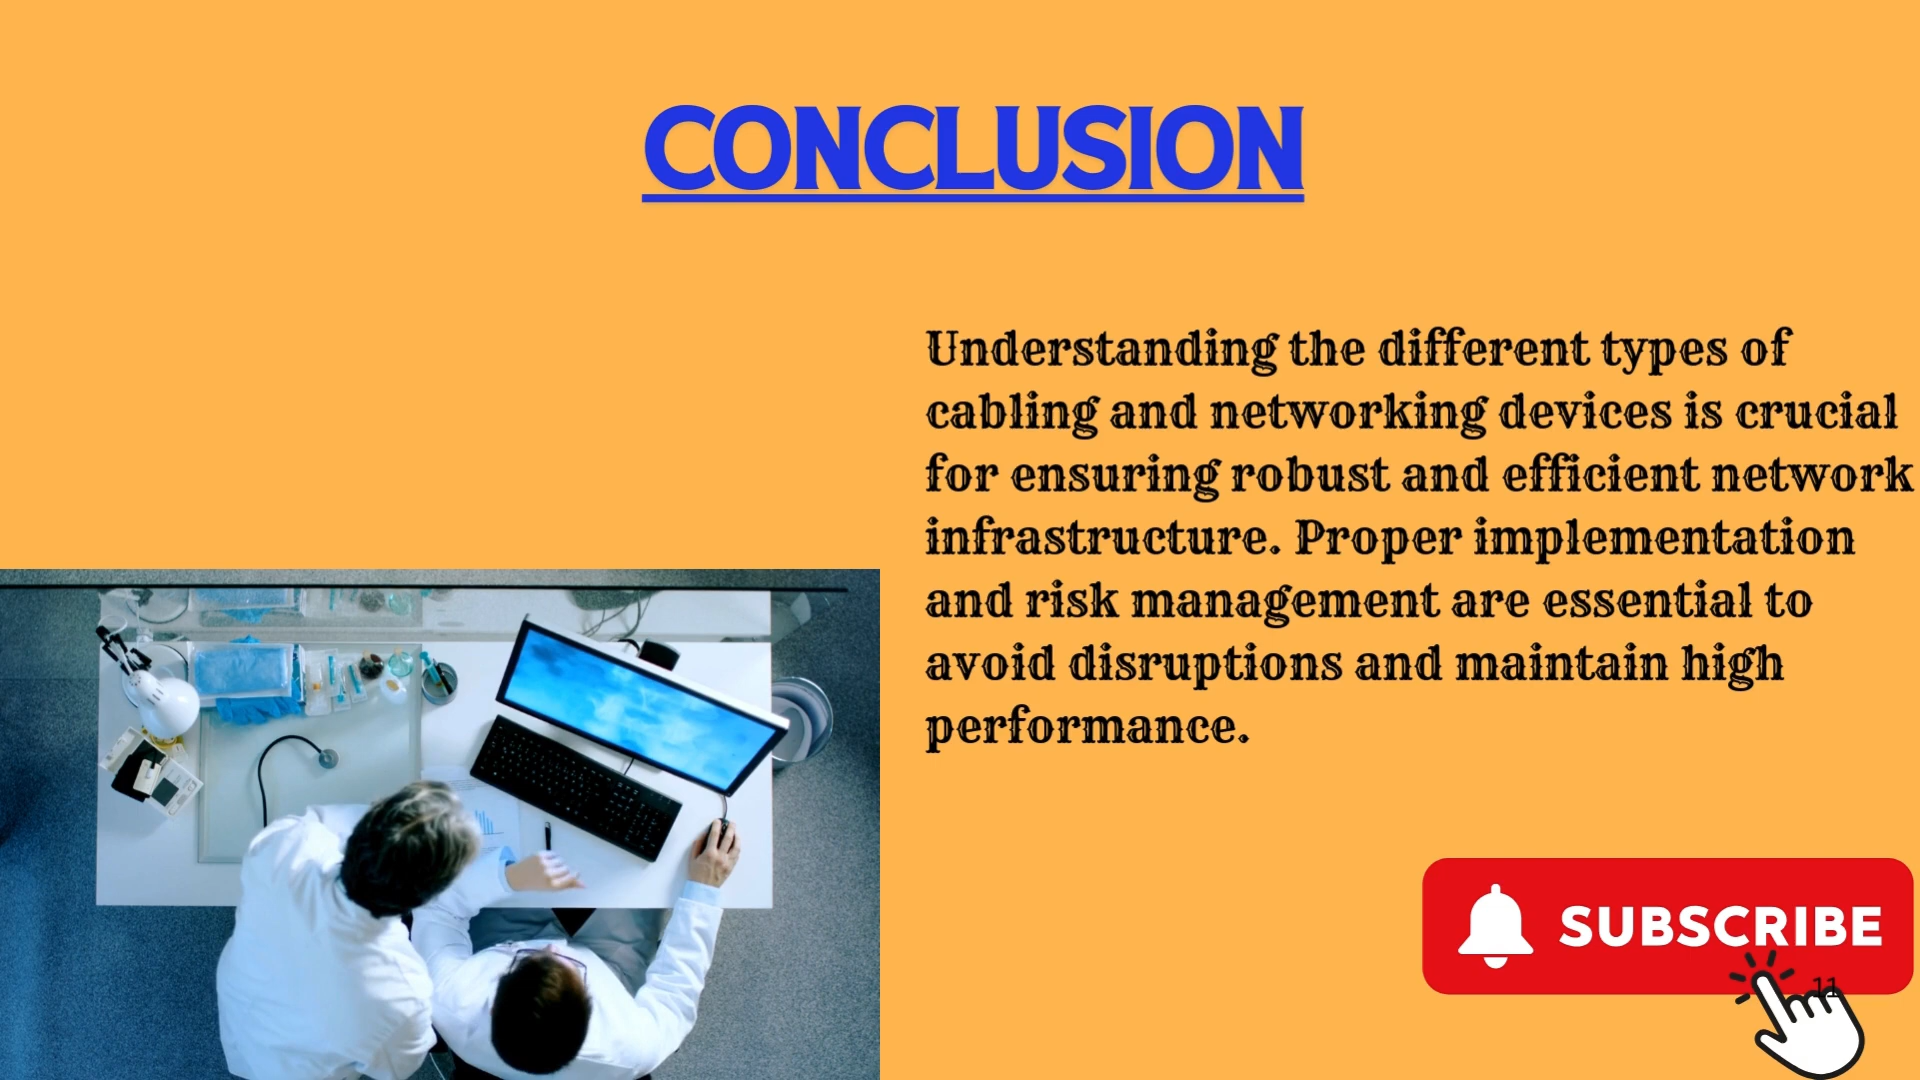 CONCLUSION
Understanding the different types of
cabling and networking devices is crucial
for ensuring robust and efficient network
infrastructure. Proper implementation
and risk management are essential to
avoid disruptions and maintain high
performance.
SUBSCRIBE
11